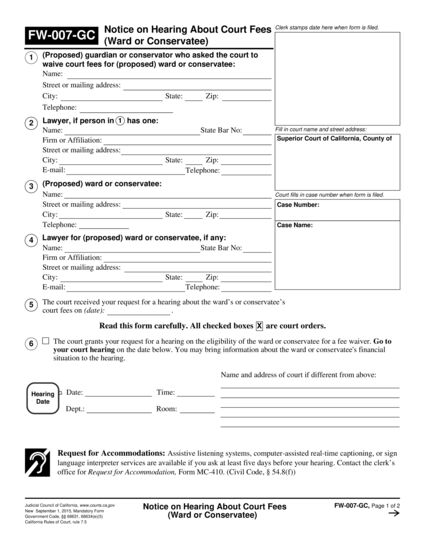 FW-007-GC
Notice on Hearing About Court Fees
(Ward or Conservatee)
Clerk stamps date here when form is filed.
1
(Proposed) guardian or conservator who asked the court to
waive court fees for (proposed) ward or conservatee:
Name:
Street or mailing address:
City: State: Zip:
Telephone:
2
Lawyer, if person in 1 has one:
Name: State Bar No:
Firm or Affiliation:
Street or mailing address:
City: State: Zip:
E-mail: Telephone:
Fill in court name and street address:
Superior Court of California, County of
3
(Proposed) ward or conservatee:
Name:
Street or mailing address:
City: State: Zip:
Telephone:
Court fills in case number when form is filed.
Case Number:
Case Name:
4
Lawyer for (proposed) ward or conservatee, if any:
Name: State Bar No:
Firm or Affiliation:
Street or mailing address:
City: State: Zip:
E-mail: Telephone:
5
The court received your request for a hearing about the ward's or conservatee's
court fees on (date): .
Read this form carefully. All checked boxes X are court orders.
6
The court grants your request for a hearing on the eligibility of the ward or conservatee for a fee waiver. Go to
your court hearing on the date below. You may bring information about the ward or conservatee's financial
situation to the hearing.
Name and address of court if different from above:
Hearing
Date
Date: Time:
Dept.: Room:
Request for Accommodations: Assistive listening systems, computer-assisted real-time captioning, or sign
language interpreter services are available if you ask at least five days before your hearing. Contact the clerk's
office for Request for Accommodation, Form MC-410. (Civil Code, § 54.8(f))
Judicial Council of California, www.courts.ca.gov
New September 1, 2015, Mandatory Form
Government Code, §§ 68631, 68634(e)(5)
California Rules of Court, rule 7.5
Notice on Hearing About Court Fees
(Ward or Conservatee)
FW-007-GC, Page 1 of 2